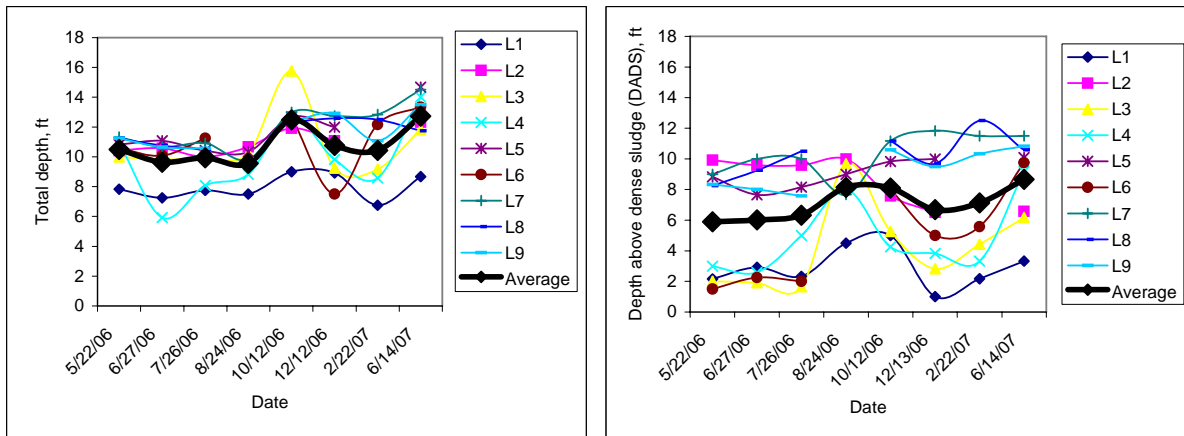 18
16
14
12
10
8
6
4
2
0
Total depth, ft
5/22/06
6/27/06
7/26/06
8/24/06
10/12/06
12/12/06
2/22/07
6/14/07
Date
L1
L2
L3
L4
L5
L6
L7
L8
L9
Average
18
16
14
12
10
8
6
4
2
0
Depth above dense sludge (DADS), ft
5/22/06
6/27/06
7/26/06
8/24/06
10/12/06
12/13/06
2/22/07
6/14/07
Date
L1
L2
L3
L4
L5
L6
L7
L8
L9
Average